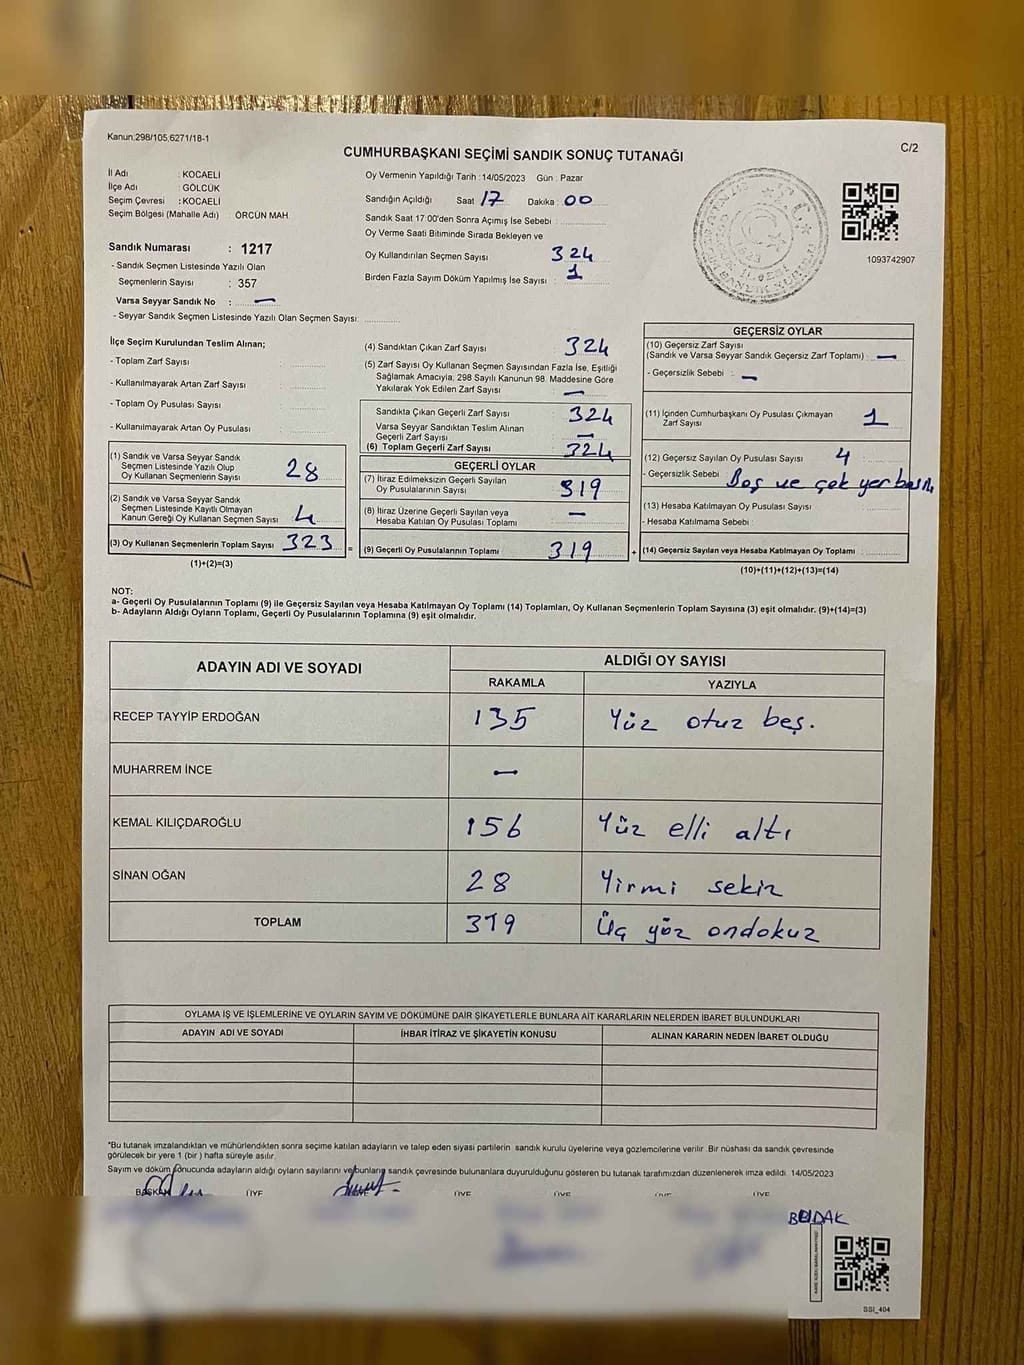 Kanun:298/105,6271/18-1
C/2
CUMHURBAŞKANI SEÇİMİ SANDIK SONUÇ TUTANAĞI
İl Adı : KOCAELİ
İlçe Adı : GÖLCÜK
Seçim Çevresi : KOCAELİ
Seçim Bölgesi (Mahalle Adı) : ÖRCÜN MAH.
Oy Vermenin Yapıldığı Tarih : 14/05/2023 Gün : Pazar
Sandığın Açıldığı Saat 17 Dakika : 00
Sandık Saat 17:00'den Sonra Açımış İse Sebebi :
Oy Verme Saati Bitiminde Sırada Bekleyen ve
Oy Kullandırılan Seçmen Sayısı 324
Birden Fazla Sayım Döküm Yapılmış İse Sayısı : 1
1093742907
Sandık Numarası : 1217
- Sandık Seçmen Listesinde Yazılı Olan
Seçmenlerin Sayısı : 357
Varsa Seyyar Sandık No : —
- Seyyar Sandık Seçmen Listesinde Yazılı Olan Seçmen Sayısı:
İlçe Seçim Kurulundan Teslim Alınan;
- Toplam Zarf Sayısı :
- Kullanılmayarak Artan Zarf Sayısı :
- Toplam Oy Pusulası Sayısı :
- Kullanılmayarak Artan Oy Pusulası :
(1) Sandık ve Varsa Seyyar Sandık
Seçmen Listesinde Yazılı Olup
Oy Kullanan Seçmenlerin Sayısı 28
(2) Sandık ve Varsa Seyyar Sandık
Seçmen Listesinde Kayıtlı Olmayan
Kanun Gereği Oy Kullanan Seçmen Sayısı 4
(3) Oy Kullanan Seçmenlerin Toplam Sayısı 323
(1)+(2)=(3)
(4) Sandıktan Çıkan Zarf Sayısı 324
(5) Zarf Sayısı Oy Kullanan Seçmen Sayısından Fazla İse, Eşitliği
Sağlamak Amacıyla, 298 Sayılı Kanunun 98. Maddesine Göre
Yakılarak Yok Edilen Zarf Sayısı —
Sandıkta Çıkan Geçerli Zarf Sayısı 324
Varsa Seyyar Sandıktan Teslim Alınan
Geçerli Zarf Sayısı —
(6) Toplam Geçerli Zarf Sayısı 324
GEÇERLİ OYLAR
(7) İtiraz Edilmeksizin Geçerli Sayılan
Oy Pusulalarının Sayısı 319
(8) İtiraz Üzerine Geçerli Sayılan veya
Hesaba Katılan Oy Pusulası Toplamı —
= (9) Geçerli Oy Pusulalarının Toplamı 319 +
GEÇERSİZ OYLAR
(10) Geçersiz Zarf Sayısı
(Sandık ve Varsa Seyyar Sandık Geçersiz Zarf Toplamı) : —
- Geçersizlik Sebebi : —
(11) İçinden Cumhurbaşkanı Oy Pusulası Çıkmayan
Zarf Sayısı 1
(12) Geçersiz Sayılan Oy Pusulası Sayısı 4
- Geçersizlik Sebebi : Boş ve çok yer
(13) Hesaba Katılmayan Oy Pusulası Sayısı :
- Hesaba Katılmama Sebebi :
(14) Geçersiz Sayılan veya Hesaba Katılmayan Oy Toplamı :
(10)+(11)+(12)+(13)=(14)
NOT:
a- Geçerli Oy Pusulalarının Toplamı (9) ile Geçersiz Sayılan veya Hesaba Katılmayan Oy Toplamı (14) Toplamları, Oy Kullanan Seçmenlerin Toplam Sayısına (3) eşit olmalıdır. (9)+(14)=(3)
b- Adayların Aldığı Oyların Toplamı, Geçerli Oy Pusulalarının Toplamına (9) eşit olmalıdır.
ADAYIN ADI VE SOYADI ALDIĞI OY SAYISI
RAKAMLA YAZIYLA
RECEP TAYYİP ERDOĞAN 135 Yüz otuz beş.
MUHARREM İNCE —
KEMAL KILIÇDAROĞLU 156 Yüz elli altı
SİNAN OĞAN 28 Yirmi sekiz
TOPLAM 319 Üç yüz ondokuz
OYLAMA İŞ VE İŞLEMLERİNE VE OYLARIN SAYIM VE DÖKÜMÜNE DAİR ŞİKAYETLERLE BUNLARA AİT KARARLARIN NELERDEN İBARET BULUNDUKLARI
ADAYIN ADI VE SOYADI İHBAR İTİRAZ VE ŞİKAYETİN KONUSU ALINAN KARARIN NEDEN İBARET OLDUĞU
*Bu tutanak imzalandıktan ve mühürlendikten sonra seçime katılan adayların ve talep eden siyasi partilerin sandık kurulu üyelerine veya gözlemcilerine verilir. Bir nüshası da sandık çevresinde
görülecek bir yere 1 (bir) hafta süreyle asılır.
Sayım ve döküm sonucunda adayların aldığı oyların sayılarını ve bunların sandık çevresinde bulunanlara duyurulduğunu gösteren bu tutanak tarafımızdan düzenlenerek imza edildi. 14/05/2023
BAŞKAN ÜYE ÜYE ÜYE ÜYE ÜYE
SSI_404